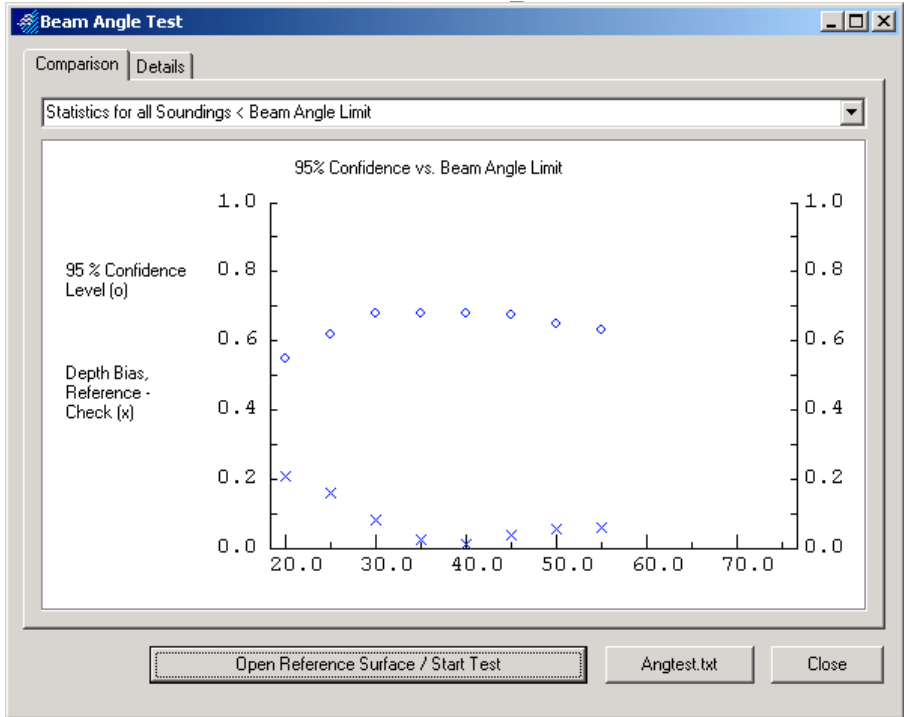 Beam Angle Test
Comparison Details
Statistics for all Soundings < Beam Angle Limit
95% Confidence vs. Beam Angle Limit
1.0 1.0
95 % Confidence 0.8 0.8
Level (o)
0.6 0.6
Depth Bias,
Reference -
Check (x) 0.4 0.4
0.2 0.2
0.0 0.0
20.0 30.0 40.0 50.0 60.0 70.0
Open Reference Surface / Start Test Angtest.txt Close